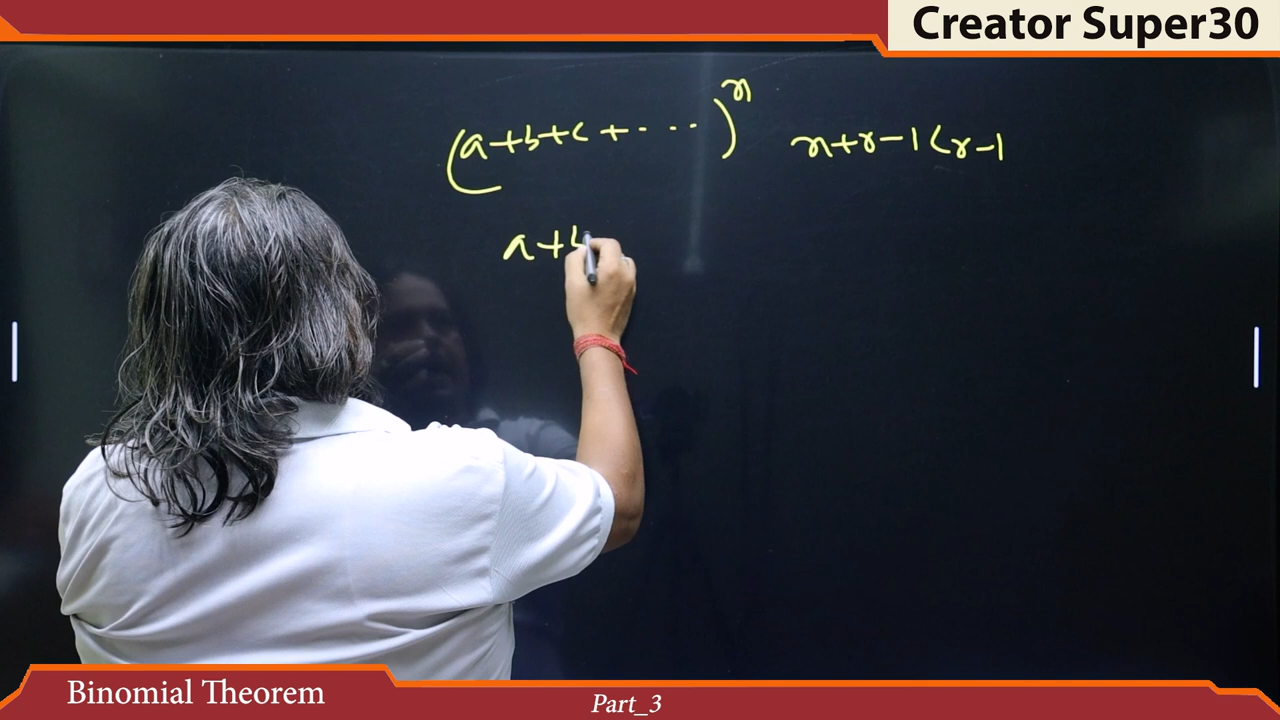 Creator Super30
(a+b+c+...)^n n+r-1Cr-1
a+b
Binomial Theorem
Part_3